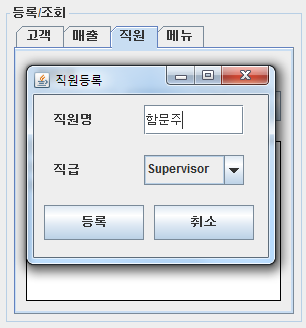 등록/조회
고객 매출 직원 메뉴
직원등록
직원명 함문주
직급 Supervisor
등록 취소